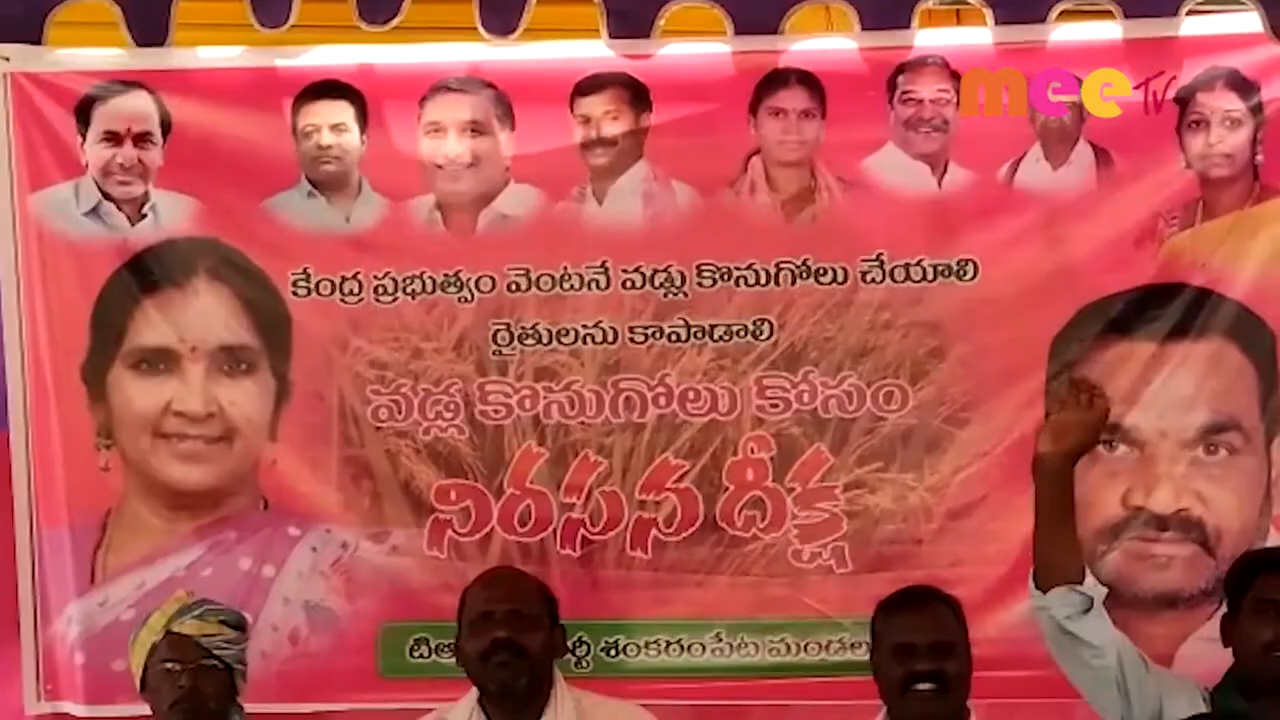 mee TV
కేంద్ర ప్రభుత్వం వెంటనే వడ్లు కొనుగోలు చేయాలి
రైతులను కాపాడాలి
వడ్ల కొనుగోలు కోసం
నిరసన దీక్ష
శంకరంపేట మండల